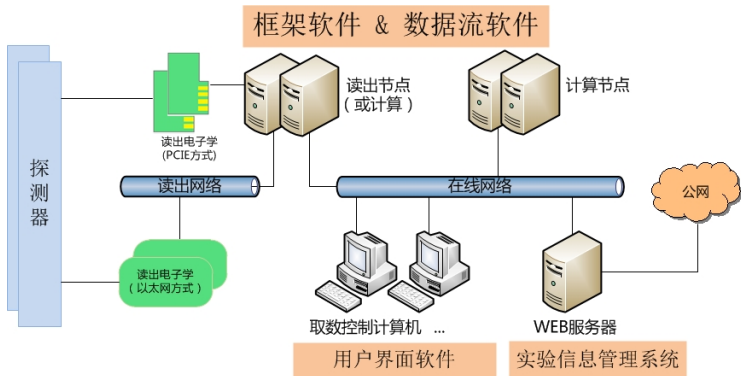 框架软件 & 数据流软件
读出节点
(或计算)
计算节点
读出电子学
(PCIE方式)
探测器
读出网络
在线网络
公网
读出电子学
(以太网方式)
取数控制计算机 ...
WEB服务器
用户界面软件
实验信息管理系统